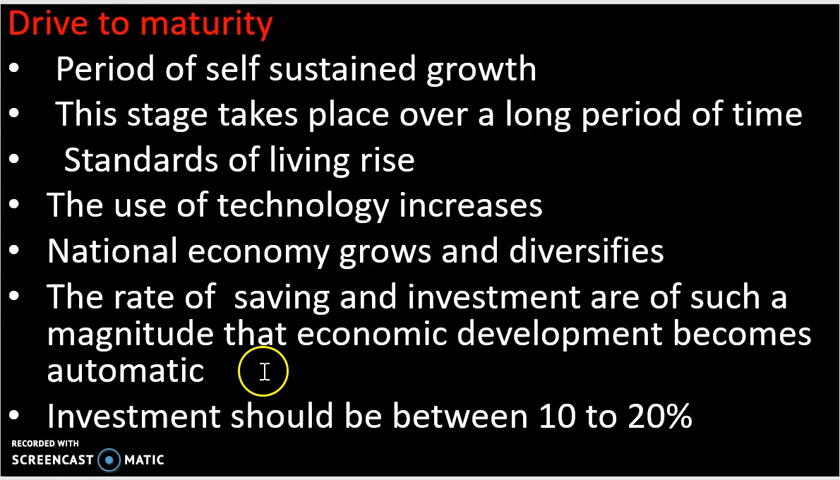 Drive to maturity
• Period of self sustained growth
• This stage takes place over a long period of time
• Standards of living rise
• The use of technology increases
• National economy grows and diversifies
• The rate of  saving and investment are of such a
magnitude that economic development becomes
automatic
• Investment should be between 10 to 20%
RECORDED WITH
SCREENCAST MATIC